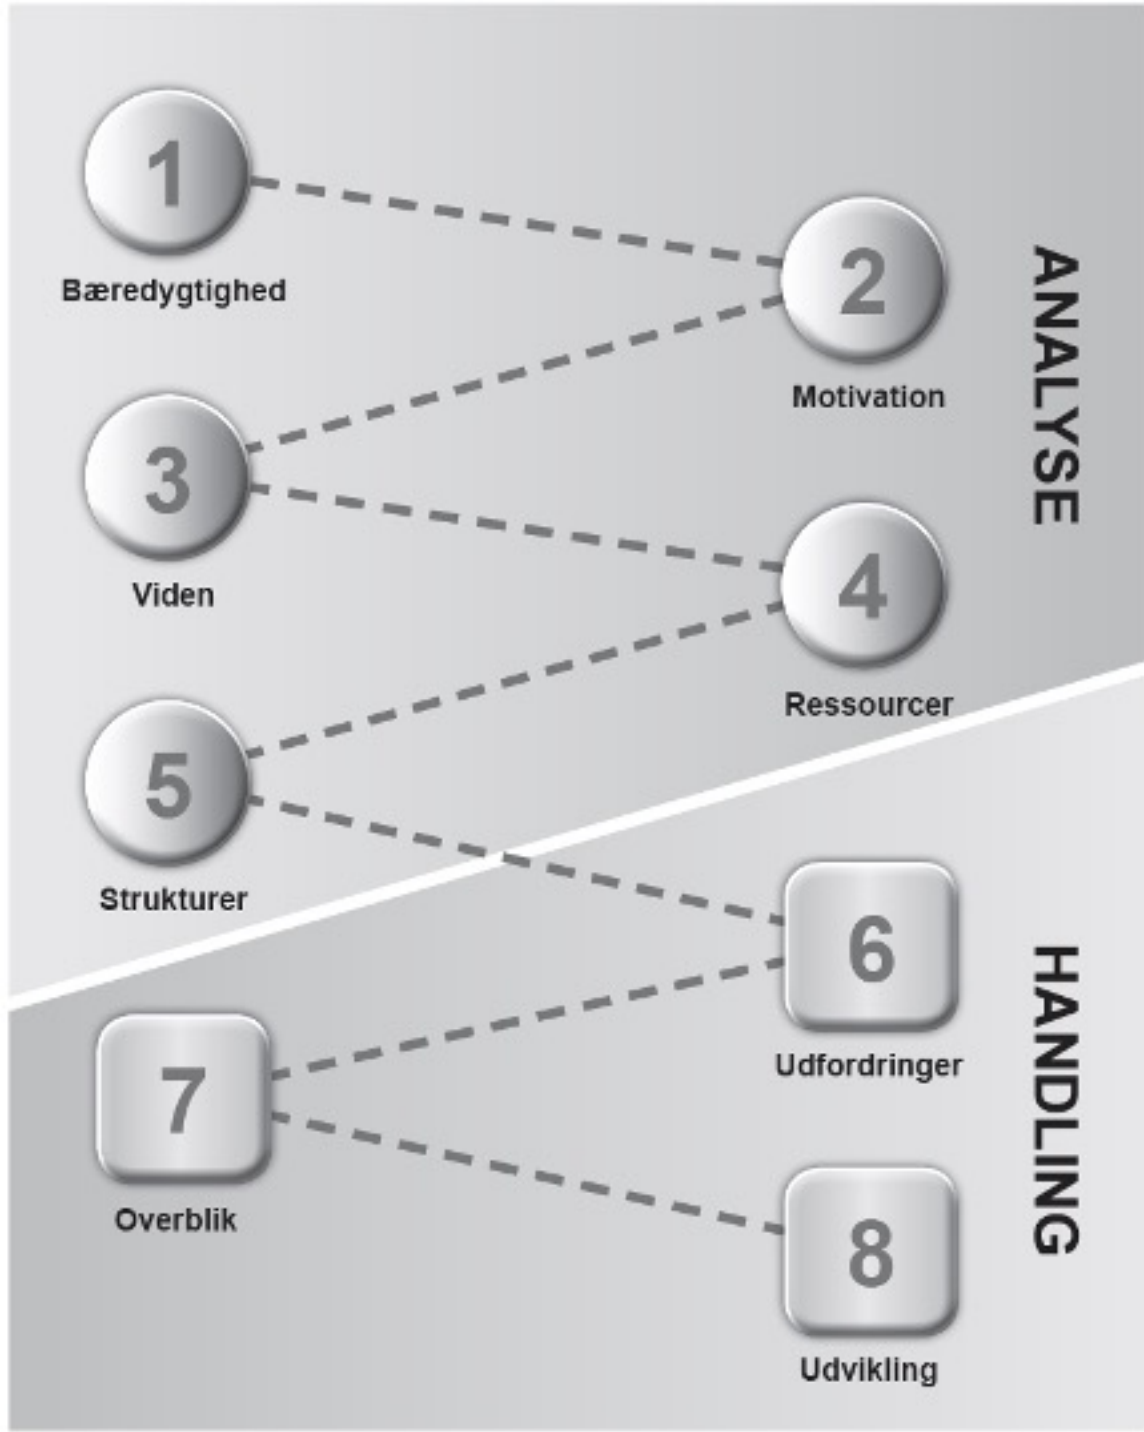 1
Bæredygtighed
2
Motivation
3
Viden
4
Ressourcer
5
Strukturer
ANALYSE
6
Udfordringer
7
Overblik
8
Udvikling
HANDLING